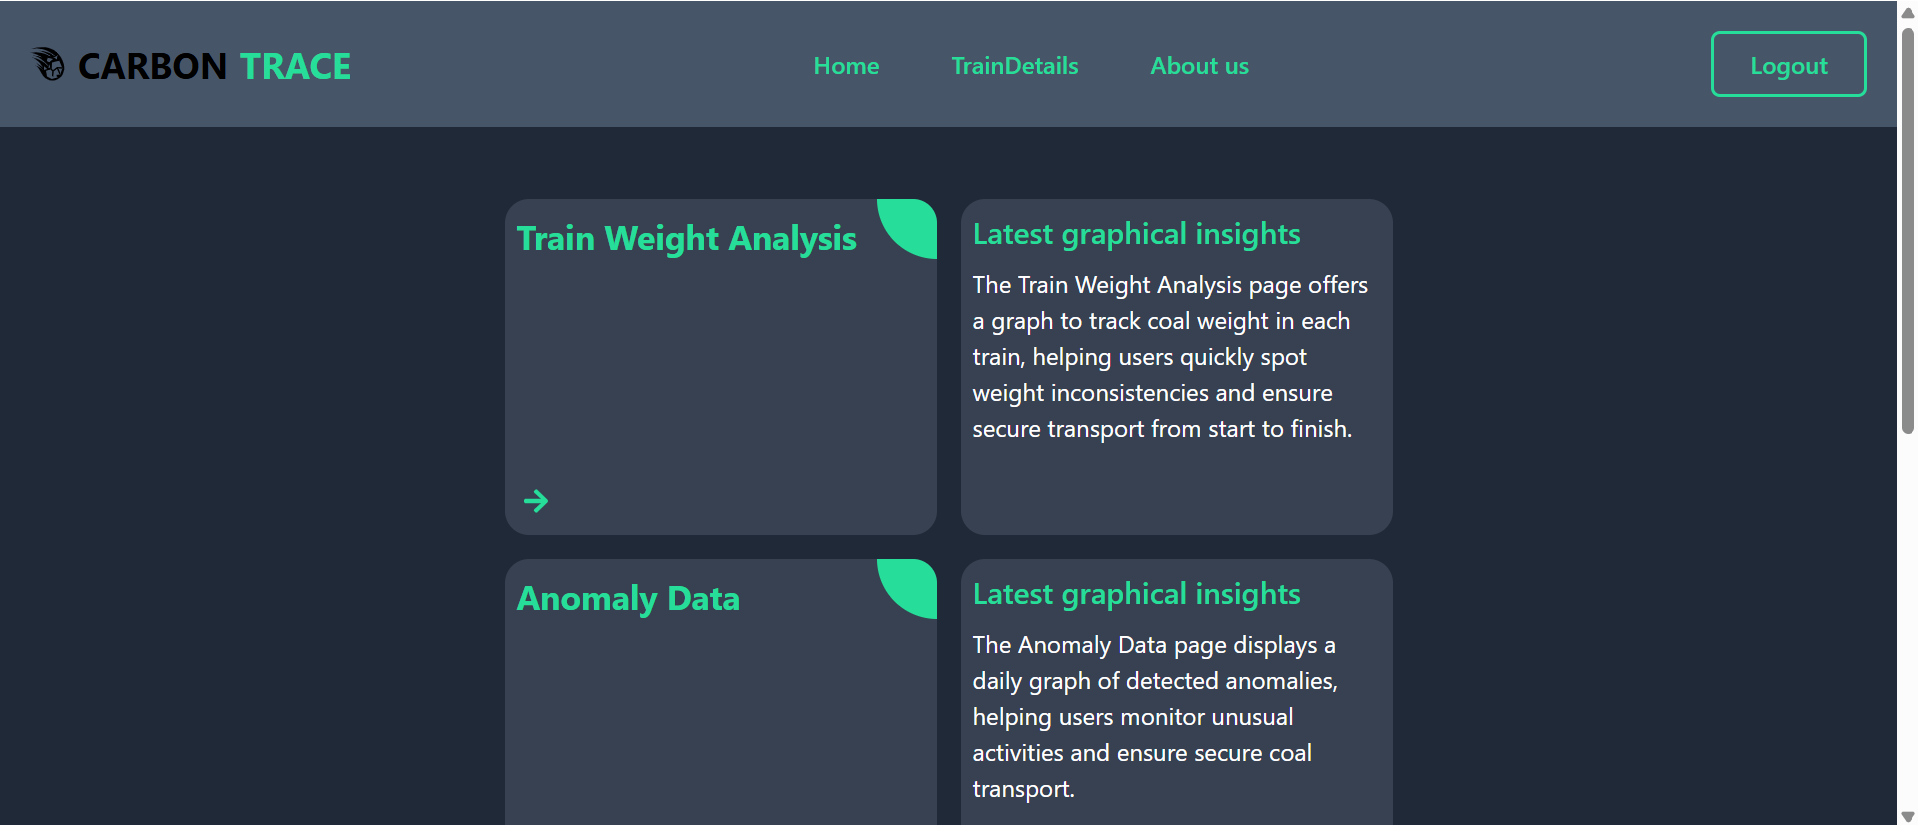 CARBON TRACE
Home
TrainDetails
About us
Logout
Train Weight Analysis
Latest graphical insights
The Train Weight Analysis page offers
a graph to track coal weight in each
train, helping users quickly spot
weight inconsistencies and ensure
secure transport from start to finish.
Anomaly Data
Latest graphical insights
The Anomaly Data page displays a
daily graph of detected anomalies,
helping users monitor unusual
activities and ensure secure coal
transport.